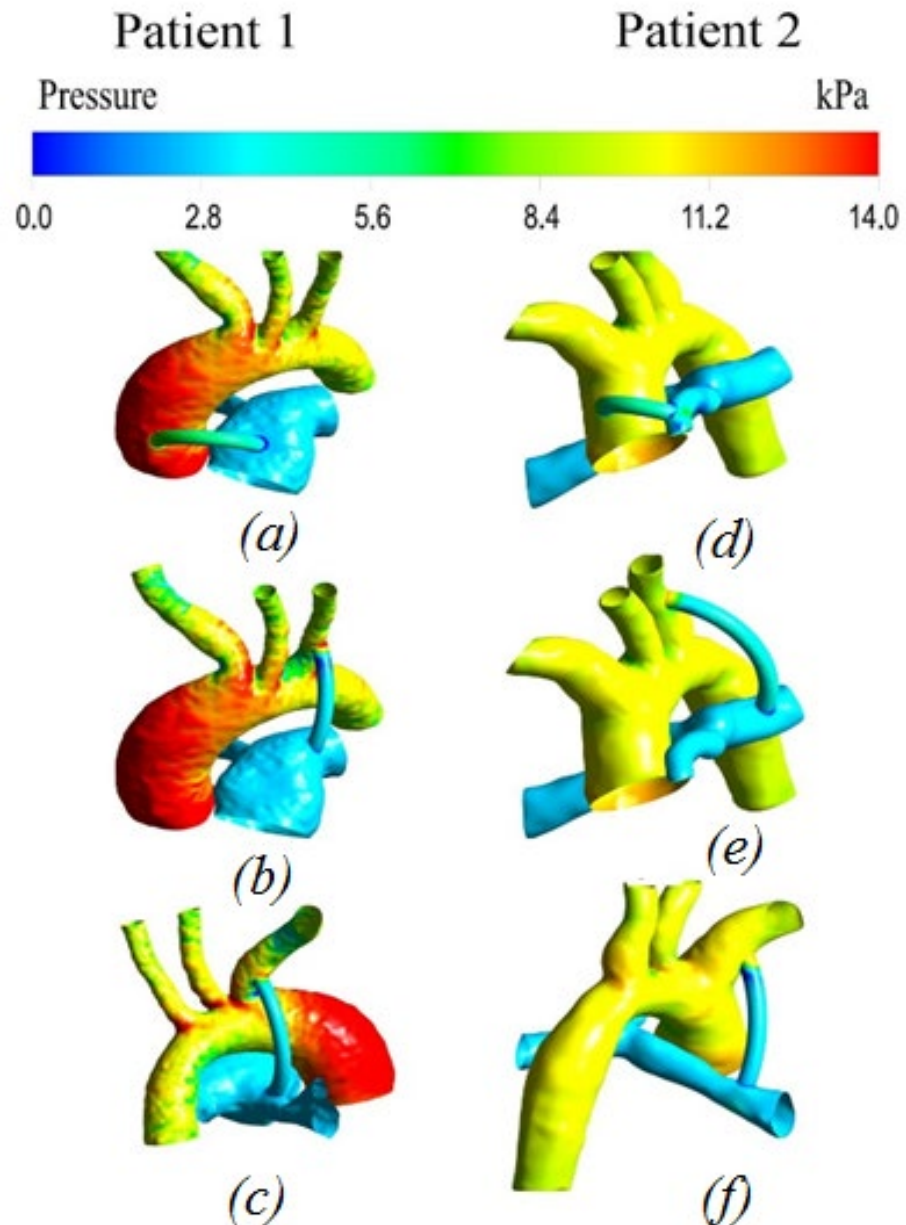 Patient 1 Patient 2
Pressure kPa
0.0 2.8 5.6 8.4 11.2 14.0
(a) (d)
(b) (e)
(c) (f)